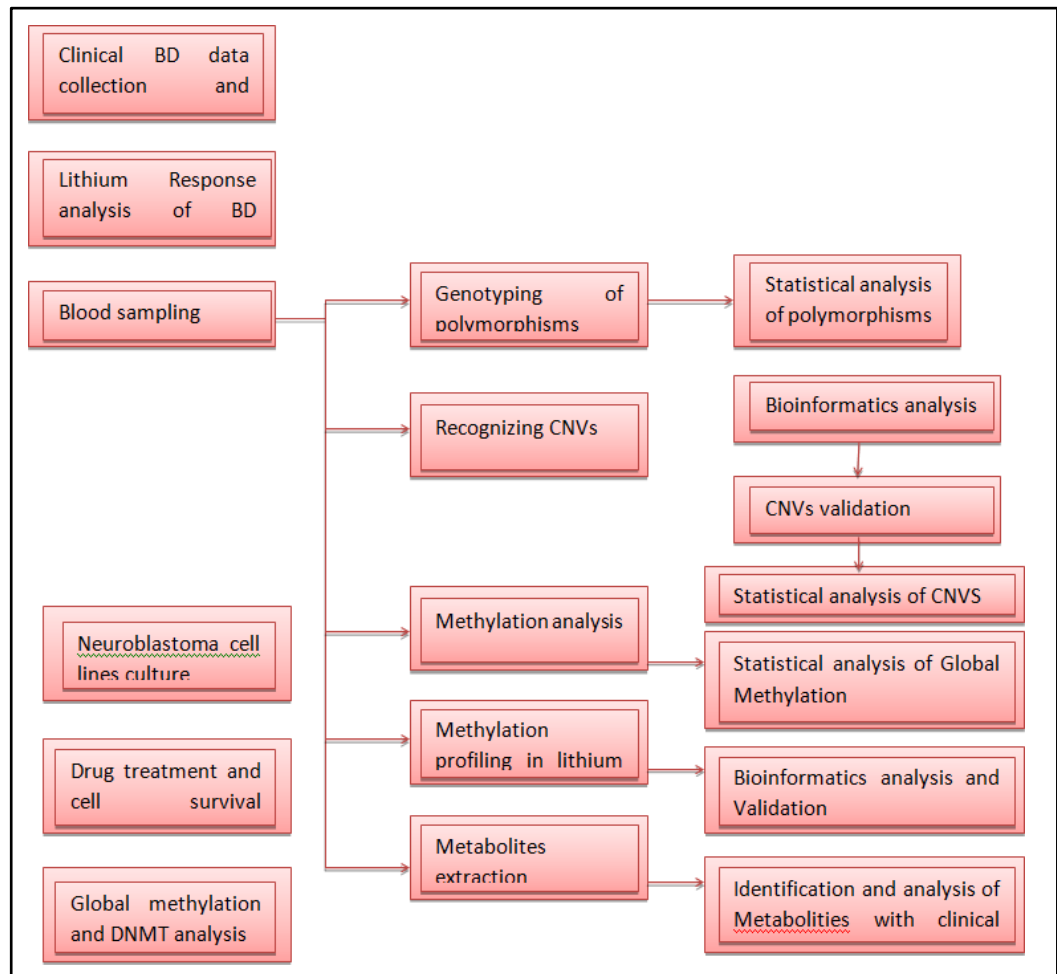 Clinical BD data
collection and
Lithium Response
analysis of BD
Blood sampling
Genotyping of
polymorphisms
Statistical analysis
of polymorphisms
Recognizing CNVs
Bioinformatics analysis
CNVs validation
Statistical analysis of CNVS
Methylation analysis
Statistical analysis of Global
Methylation
Methylation
profiling in lithium
Bioinformatics analysis and
Validation
Metabolites
extraction
Identification and analysis of
Metabolities with clinical
Neuroblastoma cell
lines culture
Drug treatment and
cell survival
Global methylation
and DNMT analysis